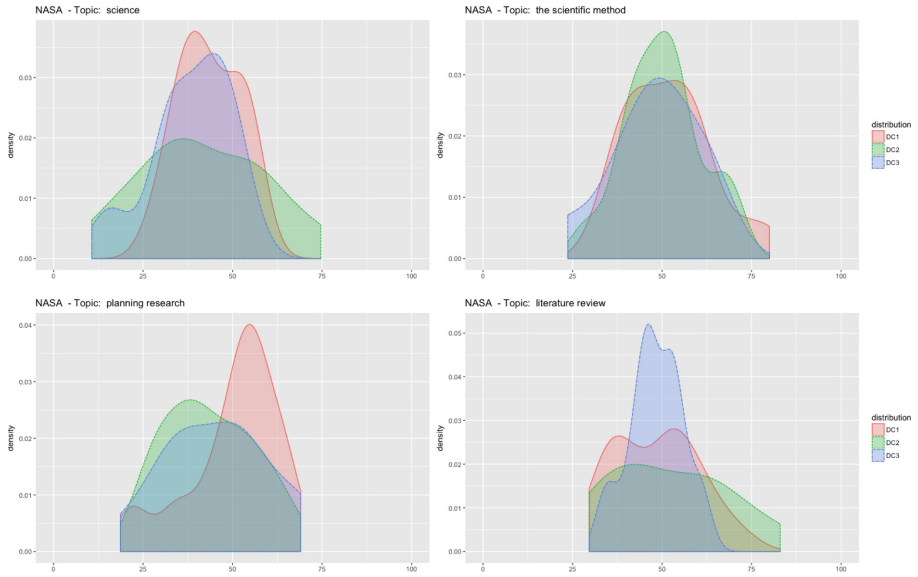 NASA - Topic: science
0.03
0.02
0.01
0.00
density
0
25
50
75
100
NASA - Topic: the scientific method
0.03
0.02
0.01
0.00
density
0
25
50
75
100
distribution
DC1
DC2
DC3
NASA - Topic: planning research
0.04
0.03
0.02
0.01
0.00
density
0
25
50
75
100
NASA - Topic: literature review
0.05
0.04
0.03
0.02
0.01
0.00
density
0
25
50
75
100
distribution
DC1
DC2
DC3